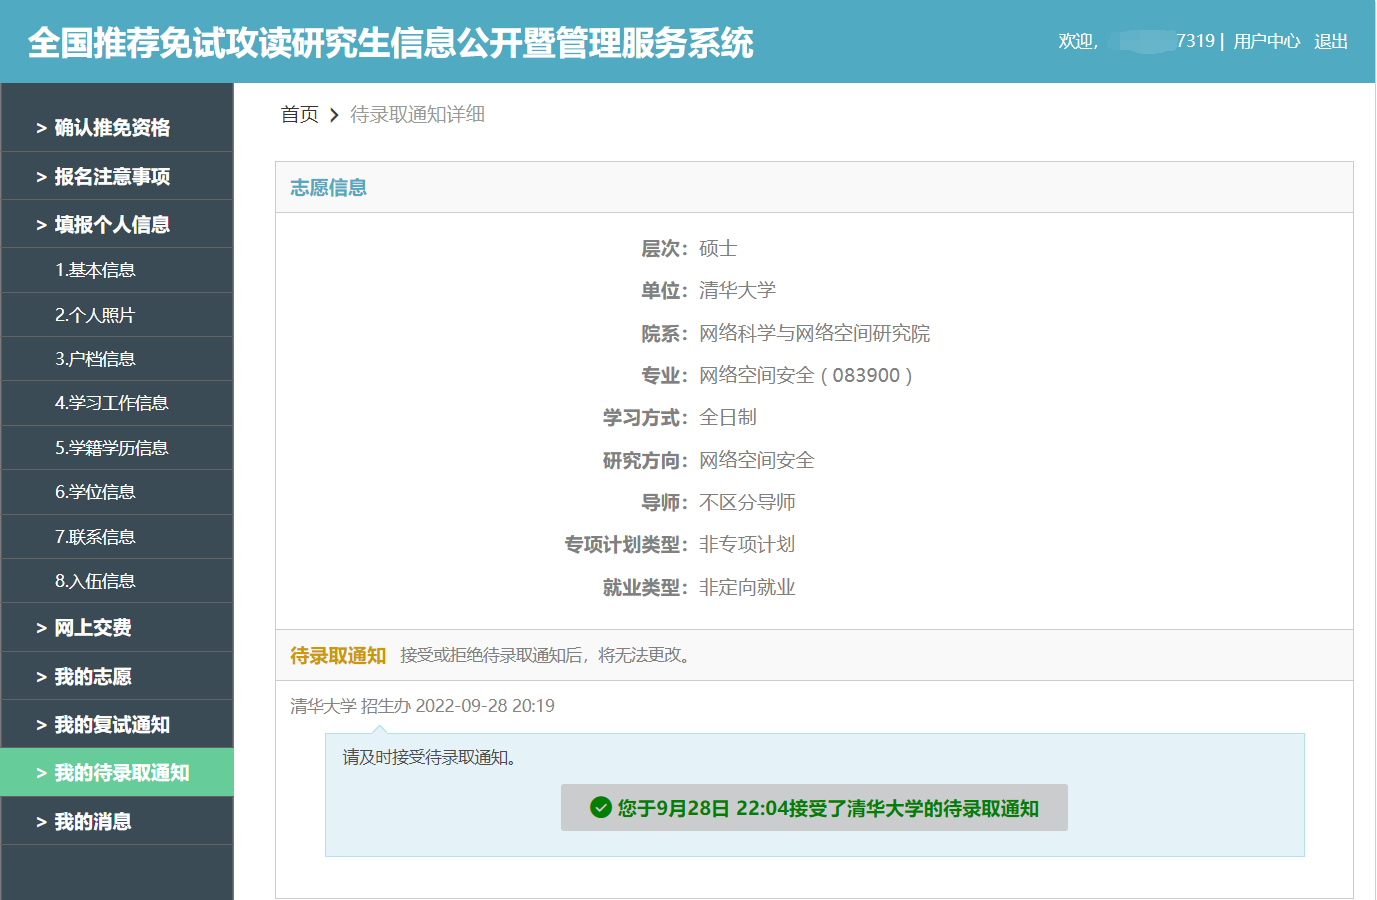 全国推荐免试攻读研究生信息公开暨管理服务系统
欢迎, 7319 | 用户中心 退出
> 确认推免资格
> 报名注意事项
> 填报个人信息
1.基本信息
2.个人照片
3.户档信息
4.学习工作信息
5.学籍学历信息
6.学位信息
7.联系信息
8.入伍信息
> 网上交费
> 我的志愿
> 我的复试通知
> 我的待录取通知
> 我的消息
首页 > 待录取通知详细
志愿信息
层次: 硕士
单位: 清华大学
院系: 网络科学与网络空间研究院
专业: 网络空间安全 ( 083900 )
学习方式: 全日制
研究方向: 网络空间安全
导师: 不区分导师
专项计划类型: 非专项计划
就业类型: 非定向就业
待录取通知 接受或拒绝待录取通知后，将无法更改。
清华大学 招生办 2022-09-28 20:19
请及时接受待录取通知。
您于9月28日 22:04接受了清华大学的待录取通知